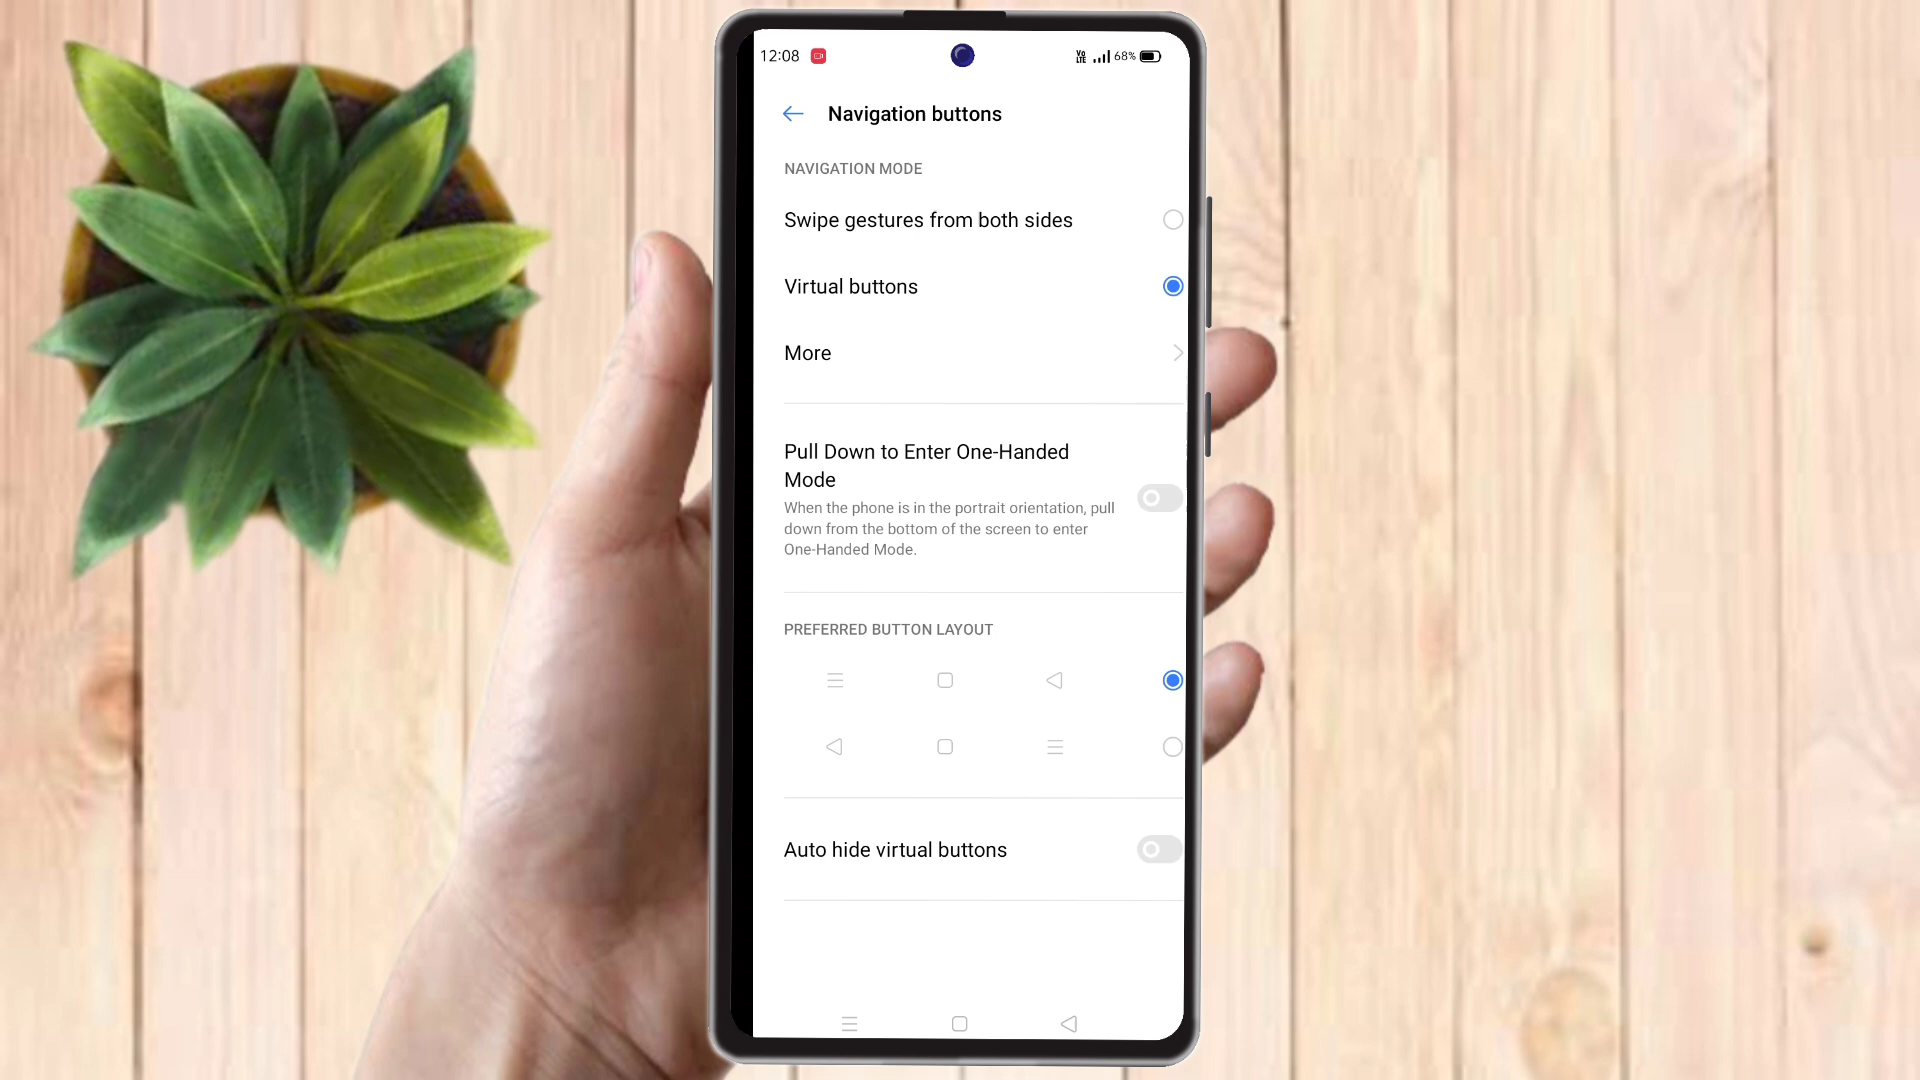 12:08
Vo LTE 68%
Navigation buttons
NAVIGATION MODE
Swipe gestures from both sides
Virtual buttons
More
Pull Down to Enter One-Handed
Mode
When the phone is in the portrait orientation, pull
down from the bottom of the screen to enter
One-Handed Mode.
PREFERRED BUTTON LAYOUT
Auto hide virtual buttons